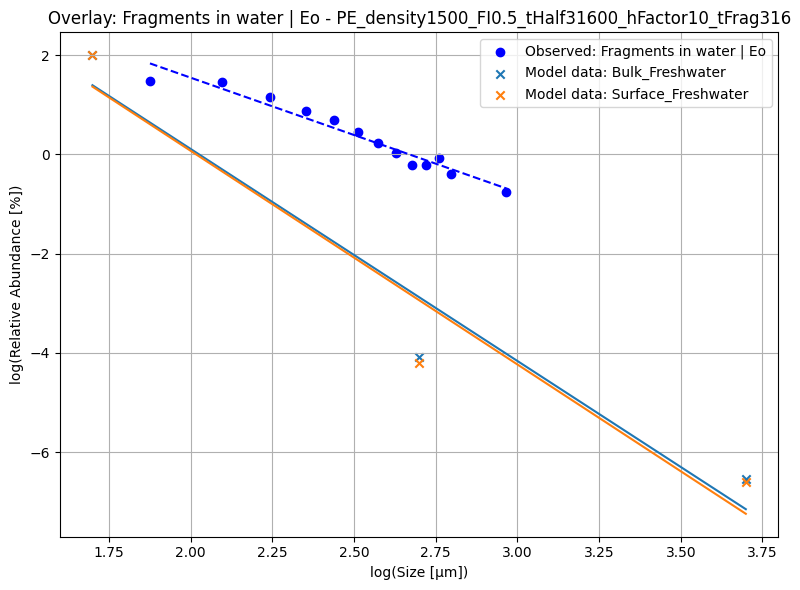 Overlay: Fragments in water | Eo - PE_density1500_FI0.5_tHalf31600_hFactor10_tFrag316
Observed: Fragments in water | Eo
Model data: Bulk_Freshwater
Model data: Surface_Freshwater
log(Relative Abundance [%])
2
0
−2
−4
−6
1.75 2.00 2.25 2.50 2.75 3.00 3.25 3.50 3.75
log(Size [μm])